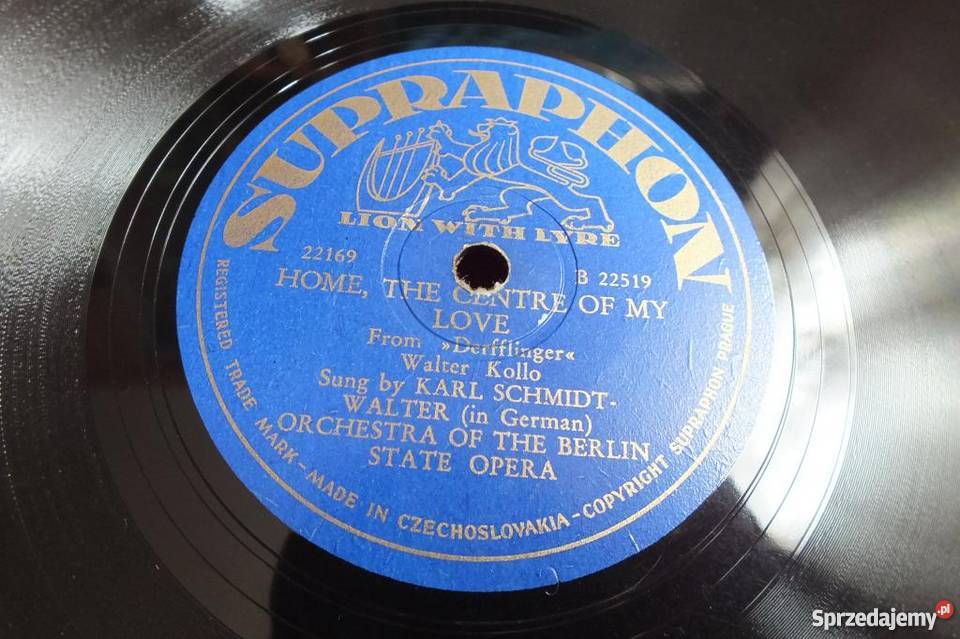 SUPRAPHON
LION WITH LYRE
22169
B 22519
HOME, THE CENTRE OF MY
LOVE
From »Derfflinger«
Walter Kollo
Sung by KARL SCHMIDT-
WALTER (in German)
ORCHESTRA OF THE BERLIN
STATE OPERA
REGISTERED TRADE MARK – MADE IN CZECHOSLOVAKIA – COPYRIGHT SUPRAPHON PRAGUE
Sprzedajemy.pl